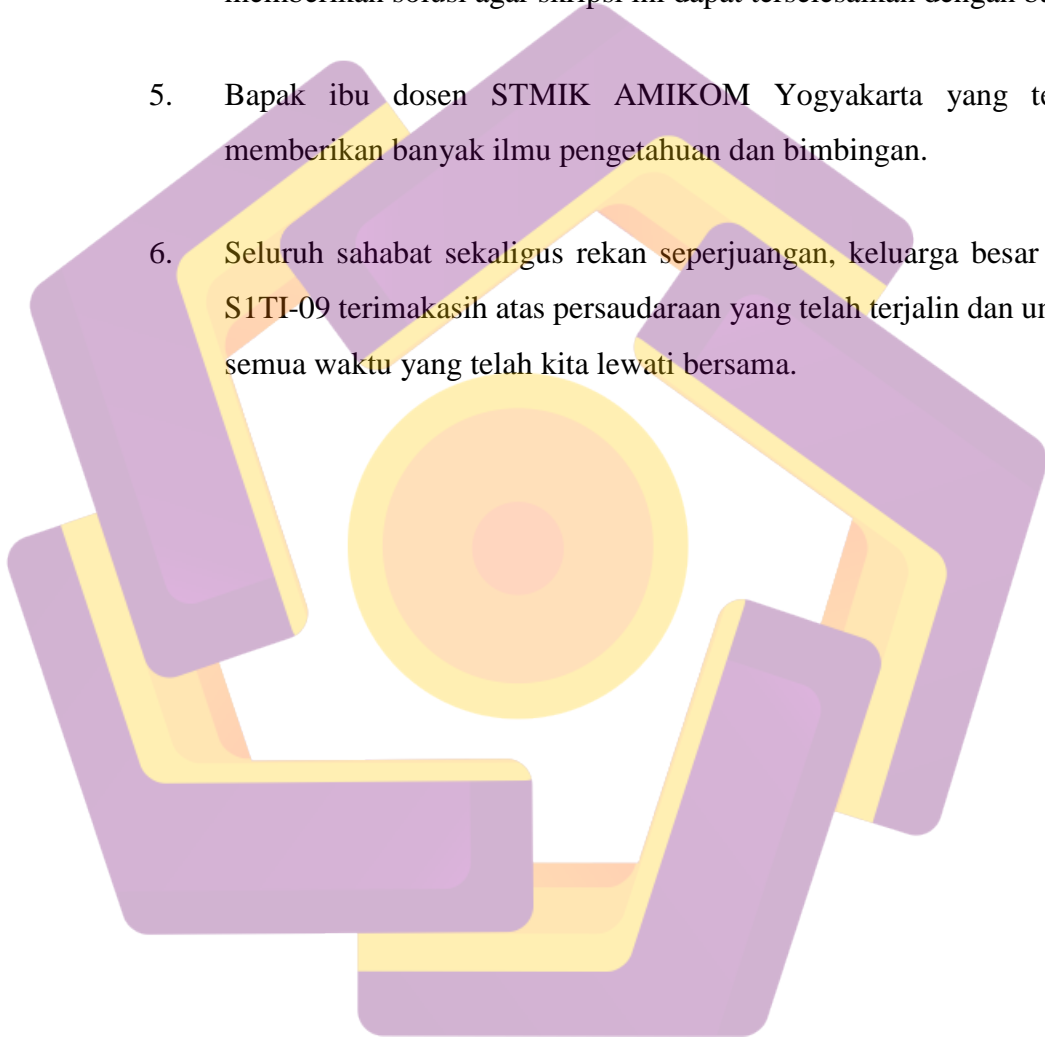 memberikan solusi agar skripsi ini dapat terselesaikan dengan
5. Bapak ibu dosen STMIK AMIKOM Yogyakarta yang
memberikan banyak ilmu pengetahuan dan bimbingan.
6. Seluruh sahabat sekaligus rekan seperjuangan, keluarga besar
S1TI-09 terimakasih atas persaudaraan yang telah terjalin dan
semua waktu yang telah kita lewati bersama.